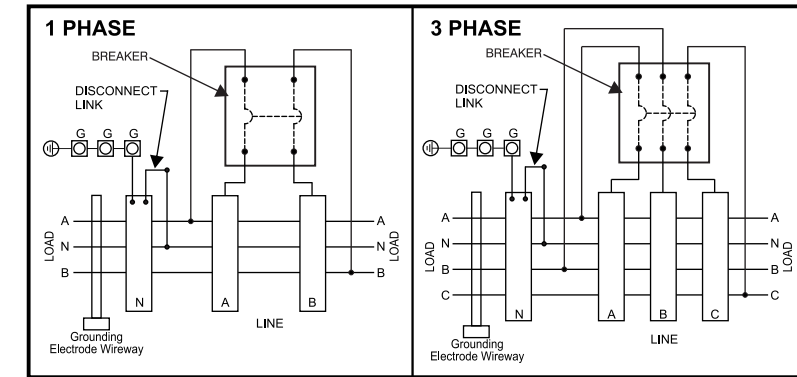 1 PHASE
BREAKER
DISCONNECT
LINK
G G G
A A
LOAD N N LOAD
B B
N A B
LINE
Grounding
Electrode Wireway
3 PHASE
BREAKER
DISCONNECT
LINK
G G G
A A
N N
LOAD B B LOAD
C C
N A B C
LINE
Grounding
Electrode Wireway